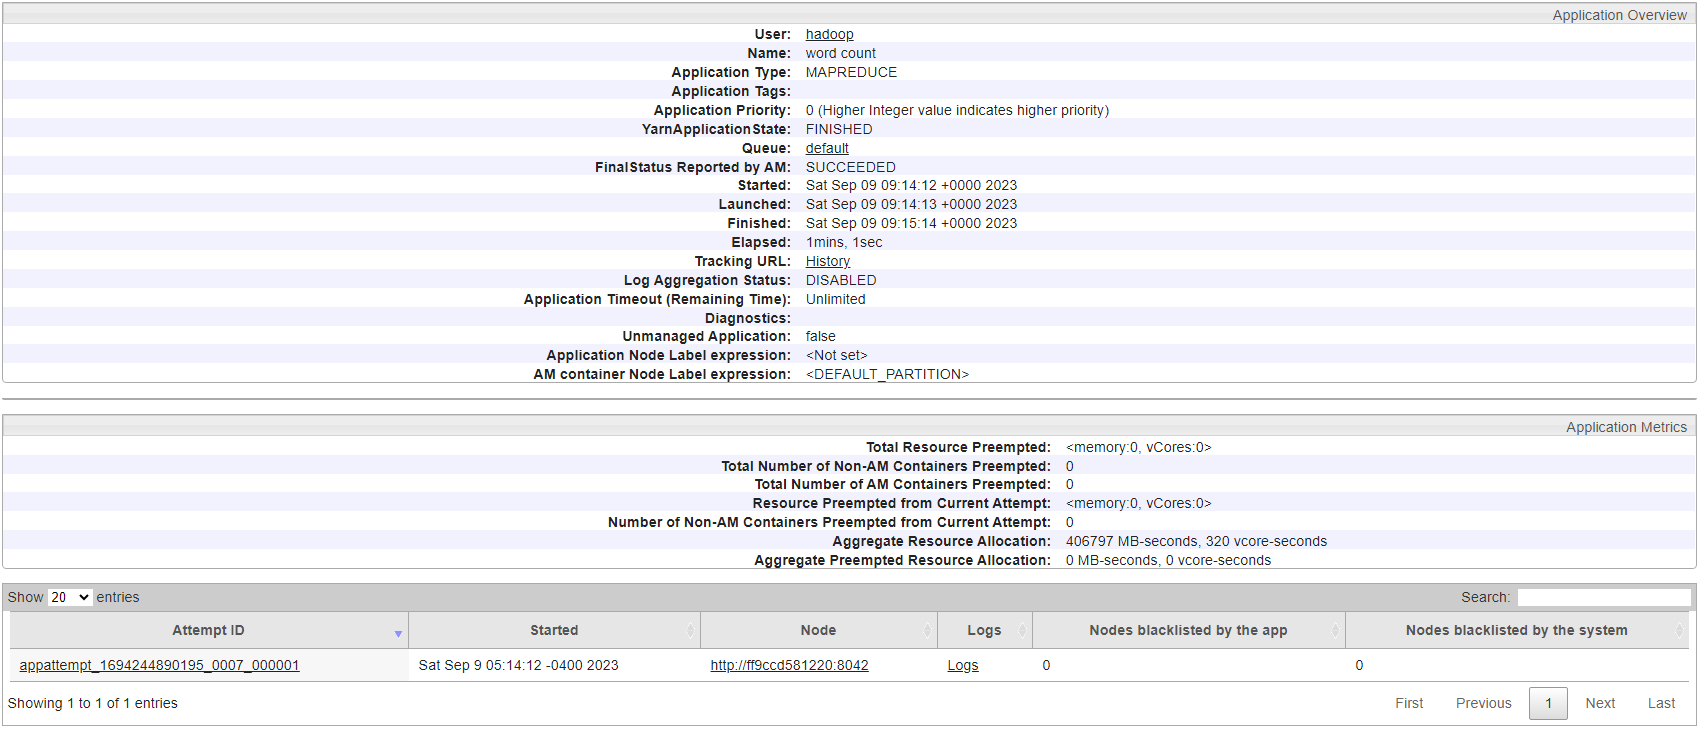 Application Overview
User: hadoop
Name: word count
Application Type: MAPREDUCE
Application Tags:
Application Priority: 0 (Higher Integer value indicates higher priority)
YarnApplicationState: FINISHED
Queue: default
FinalStatus Reported by AM: SUCCEEDED
Started: Sat Sep 09 09:14:12 +0000 2023
Launched: Sat Sep 09 09:14:13 +0000 2023
Finished: Sat Sep 09 09:15:14 +0000 2023
Elapsed: 1mins, 1sec
Tracking URL: History
Log Aggregation Status: DISABLED
Application Timeout (Remaining Time): Unlimited
Diagnostics:
Unmanaged Application: false
Application Node Label expression: <Not set>
AM container Node Label expression: <DEFAULT_PARTITION>
Application Metrics
Total Resource Preempted: <memory:0, vCores:0>
Total Number of Non-AM Containers Preempted: 0
Total Number of AM Containers Preempted: 0
Resource Preempted from Current Attempt: <memory:0, vCores:0>
Number of Non-AM Containers Preempted from Current Attempt: 0
Aggregate Resource Allocation: 406797 MB-seconds, 320 vcore-seconds
Aggregate Preempted Resource Allocation: 0 MB-seconds, 0 vcore-seconds
Show 20 entries Search:
Attempt ID Started Node Logs Nodes blacklisted by the app Nodes blacklisted by the system
appattempt_1694244890195_0007_000001 Sat Sep 9 05:14:12 -0400 2023 http://ff9ccd581220:8042 Logs 0 0
Showing 1 to 1 of 1 entries First Previous 1 Next Last